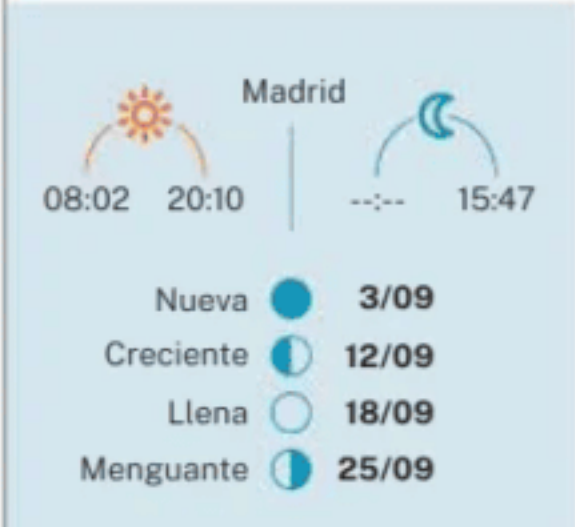 Madrid
08:02 20:10 --:-- 15:47
Nueva 3/09
Creciente 12/09
Llena 18/09
Menguante 25/09